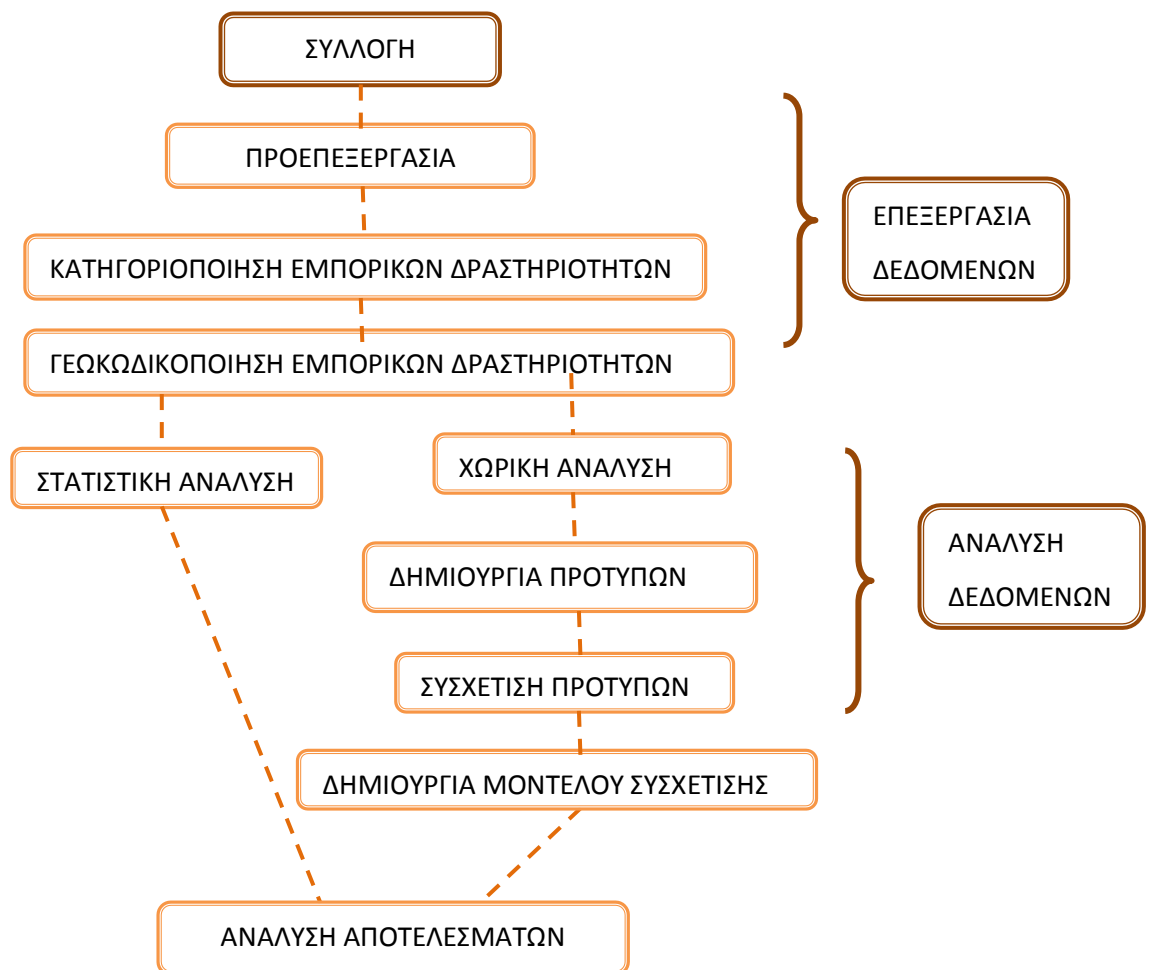 ΣΥΛΛΟΓΗ
ΠΡΟΕΠΕΞΕΡΓΑΣΙΑ
ΚΑΤΗΓΟΡΙΟΠΟΙΗΣΗ ΕΜΠΟΡΙΚΩΝ ΔΡΑΣΤΗΡΙΟΤΗΤΩΝ
ΓΕΩΚΩΔΙΚΟΠΟΙΗΣΗ ΕΜΠΟΡΙΚΩΝ ΔΡΑΣΤΗΡΙΟΤΗΤΩΝ
ΕΠΕΞΕΡΓΑΣΙΑ
ΔΕΔΟΜΕΝΩΝ
ΣΤΑΤΙΣΤΙΚΗ ΑΝΑΛΥΣΗ
ΧΩΡΙΚΗ ΑΝΑΛΥΣΗ
ΔΗΜΙΟΥΡΓΙΑ ΠΡΟΤΥΠΩΝ
ΣΥΣΧΕΤΙΣΗ ΠΡΟΤΥΠΩΝ
ΑΝΑΛΥΣΗ
ΔΕΔΟΜΕΝΩΝ
ΔΗΜΙΟΥΡΓΙΑ ΜΟΝΤΕΛΟΥ ΣΥΣΧΕΤΙΣΗΣ
ΑΝΑΛΥΣΗ ΑΠΟΤΕΛΕΣΜΑΤΩΝ